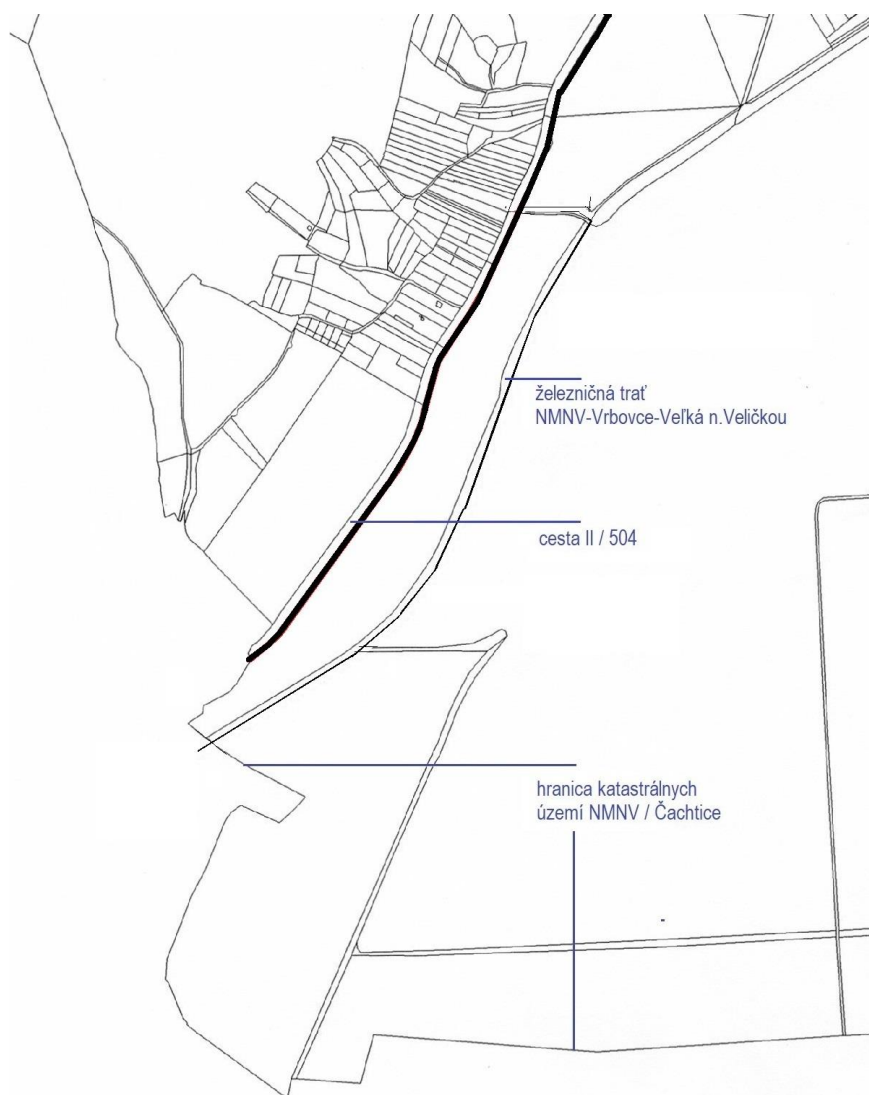 železničná trať
NMNV-Vrbovce-Veľká n.Veličkou
cesta II / 504
hranica katastrálnych
území NMNV / Čachtice